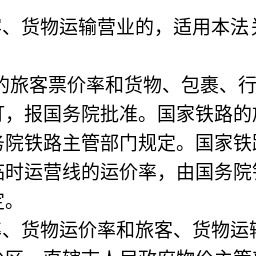 、货物运输营业的，适用本法
的旅客票价率和货物、包裹、行
，报国务院批准。国家铁路的
务院铁路主管部门规定。国家铁
临时运营线的运价率，由国务院
定。
、货物运价率和旅客、货物运